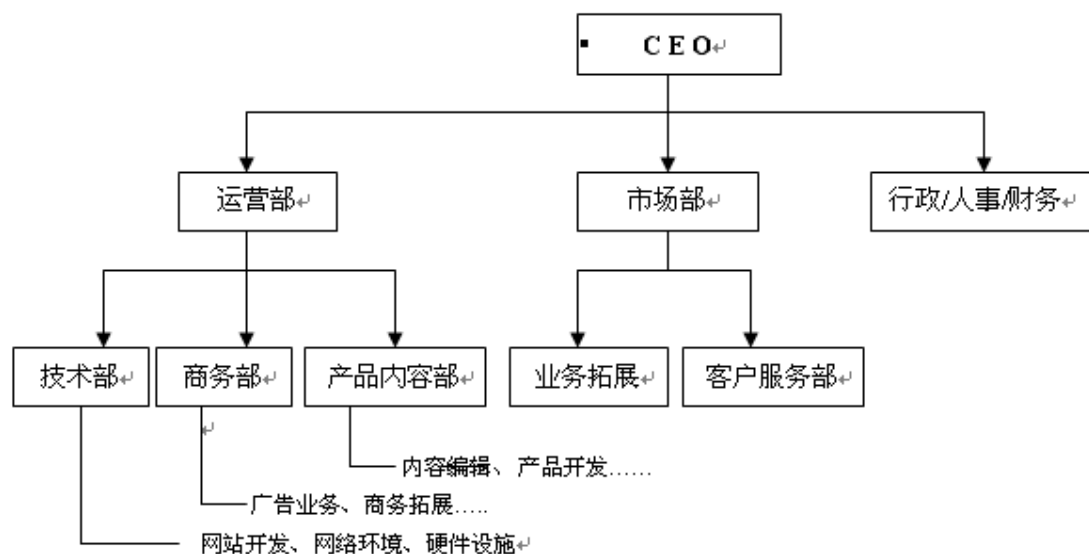 C E O
运营部
市场部
行政/人事/财务
技术部
商务部
产品内容部
业务拓展
客户服务部
内容编辑、产品开发……
广告业务、商务拓展…..
网站开发、网络环境、硬件设施